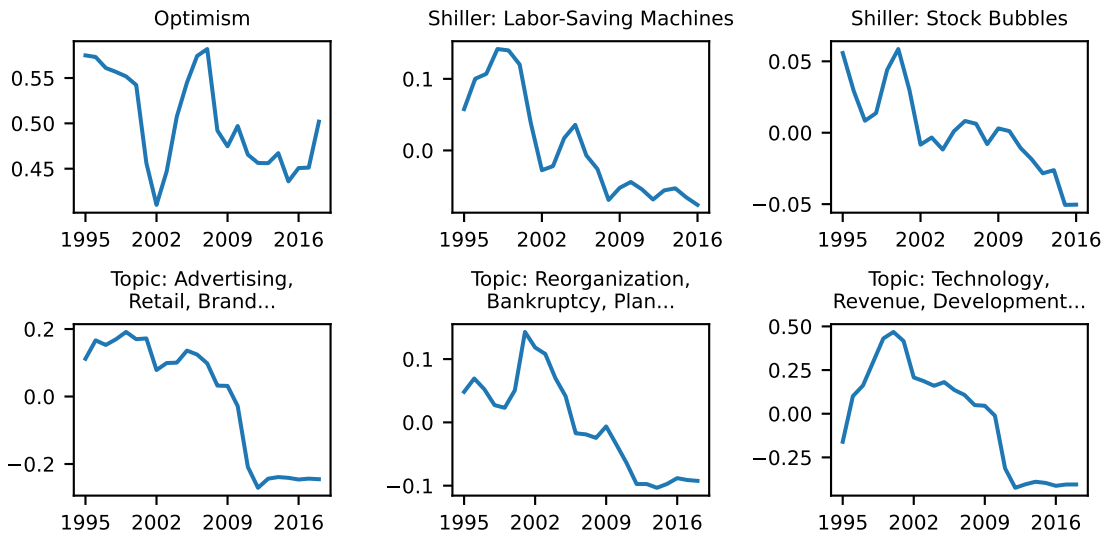 Optimism
0.55
0.50
0.45
1995 2002 2009 2016
Shiller: Labor-Saving Machines
0.1
0.0
1995 2002 2009 2016
Shiller: Stock Bubbles
0.05
0.00
−0.05
1995 2002 2009 2016
Topic: Advertising,
Retail, Brand...
0.2
0.0
−0.2
1995 2002 2009 2016
Topic: Reorganization,
Bankruptcy, Plan...
0.1
0.0
−0.1
1995 2002 2009 2016
Topic: Technology,
Revenue, Development...
0.50
0.25
0.00
−0.25
1995 2002 2009 2016